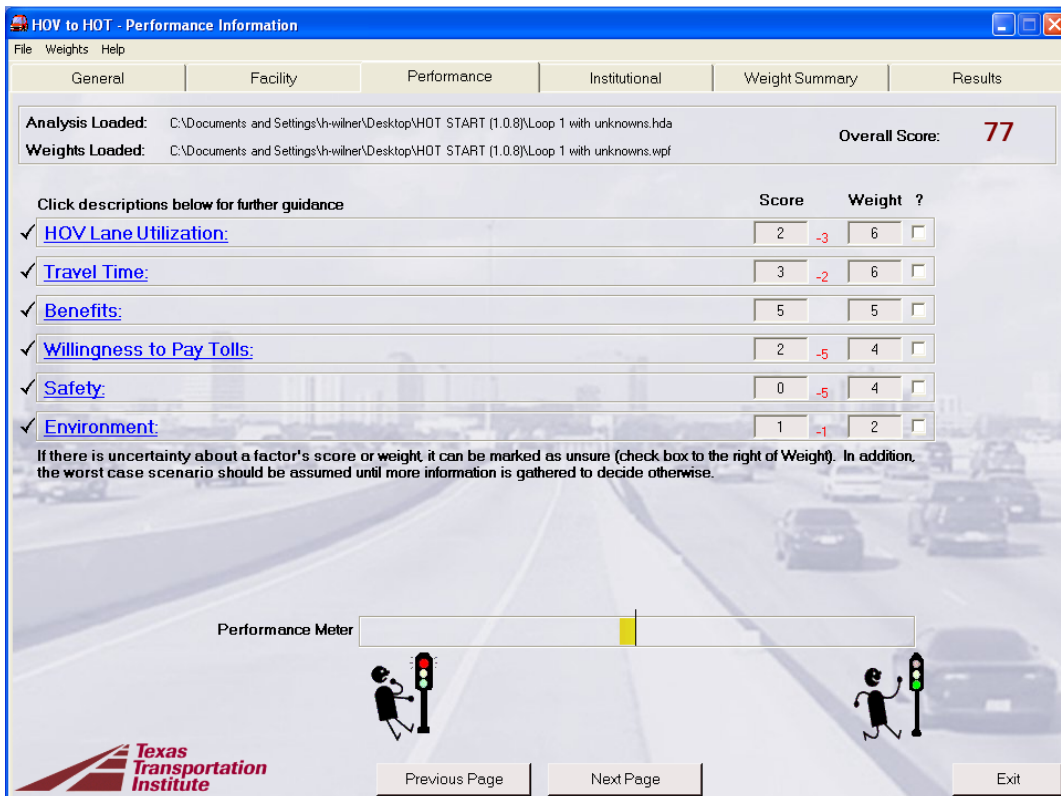 HOV to HOT - Performance Information
File Weights Help
General Facility Performance Institutional Weight Summary Results
Analysis Loaded: C:\Documents and Settings\h-wilner\Desktop\HOT START (1.0.8)\Loop 1 with unknowns.hda
Overall Score: 77
Weights Loaded: C:\Documents and Settings\h-wilner\Desktop\HOT START (1.0.8)\Loop 1 with unknowns.wpf
Click descriptions below for further guidance Score Weight ?
HOV Lane Utilization: 2 -3 6
Travel Time: 3 -2 6
Benefits: 5 5
Willingness to Pay Tolls: 2 -5 4
Safety: 0 -5 4
Environment: 1 -1 2
If there is uncertainty about a factor's score or weight, it can be marked as unsure (check box to the right of Weight). In addition,
the worst case scenario should be assumed until more information is gathered to decide otherwise.
Performance Meter
Texas
Transportation
Institute
Previous Page Next Page Exit